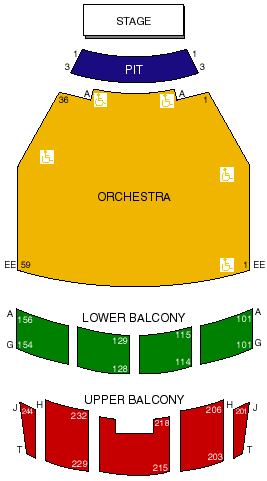 STAGE
1 1
3 PIT 3
36 A A 1
ORCHESTRA
EE 59 1 EE
A 156 LOWER BALCONY 101 A
129 115
G 154 128 114 101 G
UPPER BALCONY
J 244 H 232 218 206 H 201 J
T 229 215 203 T